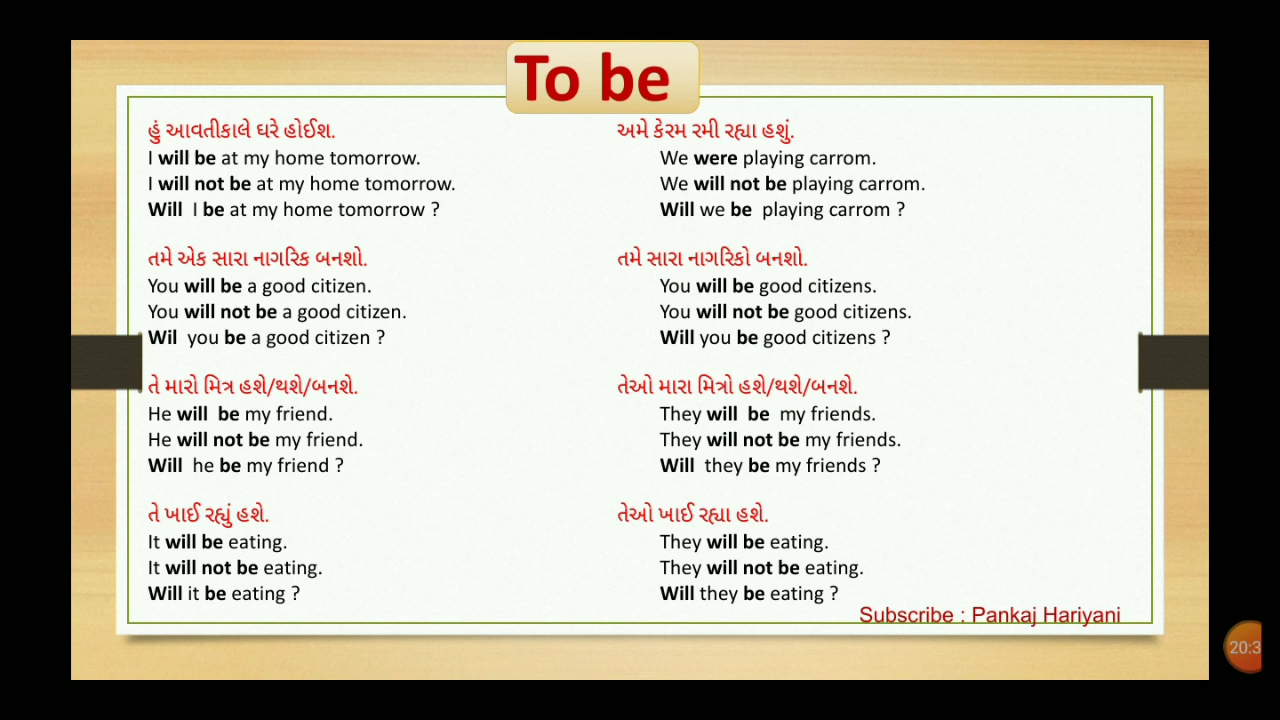 To be
હું આવતીકાલે ઘરે હોઈશ.
I will be at my home tomorrow.
I will not be at my home tomorrow.
Will I be at my home tomorrow ?
તમે એક સારા નાગરિક બનશો.
You will be a good citizen.
You will not be a good citizen.
Wil you be a good citizen ?
તે મારો મિત્ર હશે/થશે/બનશે.
He will be my friend.
He will not be my friend.
Will he be my friend ?
તે ખાઈ રહ્યું હશે.
It will be eating.
It will not be eating.
Will it be eating ?
અમે કેરમ રમી રહ્યા હશું.
We were playing carrom.
We will not be playing carrom.
Will we be playing carrom ?
તમે સારા નાગરિકો બનશો.
You will be good citizens.
You will not be good citizens.
Will you be good citizens ?
તેઓ મારા મિત્રો હશે/થશે/બનશે.
They will be my friends.
They will not be my friends.
Will they be my friends ?
તેઓ ખાઈ રહ્યા હશે.
They will be eating.
They will not be eating.
Will they be eating ?
Subscribe : Pankaj Hariyani
20:3